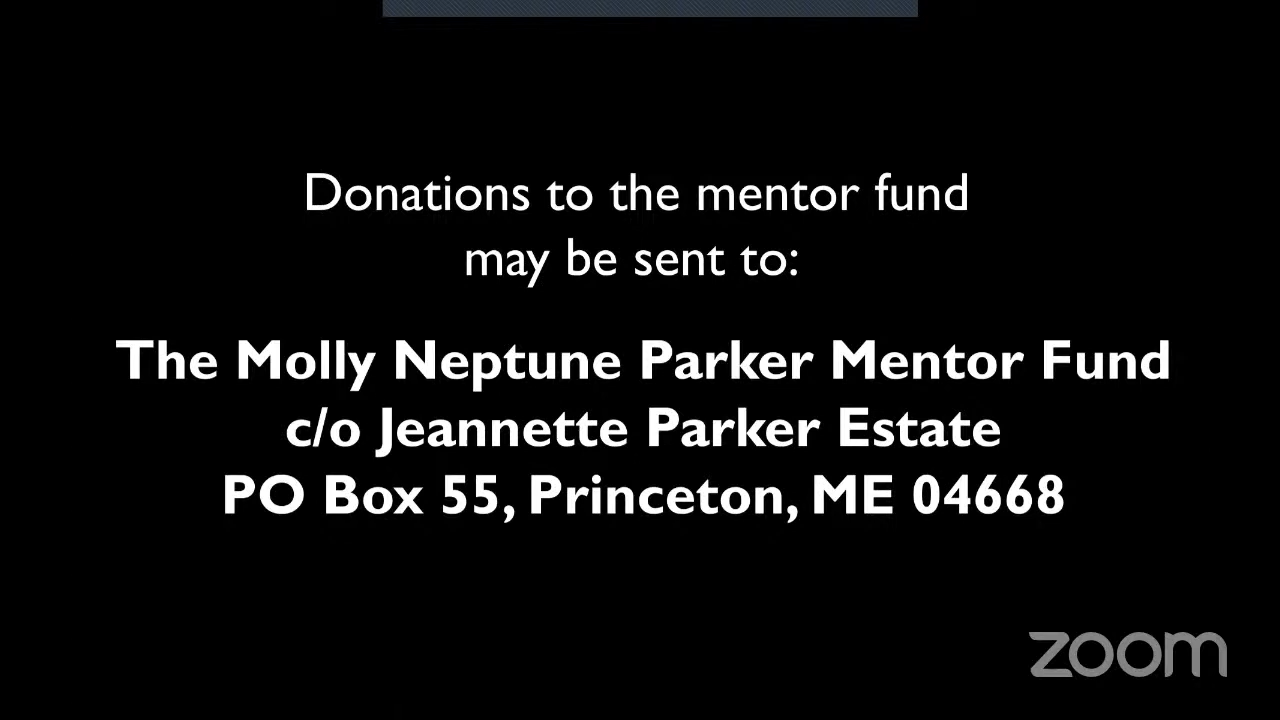 Donations to the mentor fund
may be sent to:
The Molly Neptune Parker Mentor Fund
c/o Jeannette Parker Estate
PO Box 55, Princeton, ME 04668
zoom